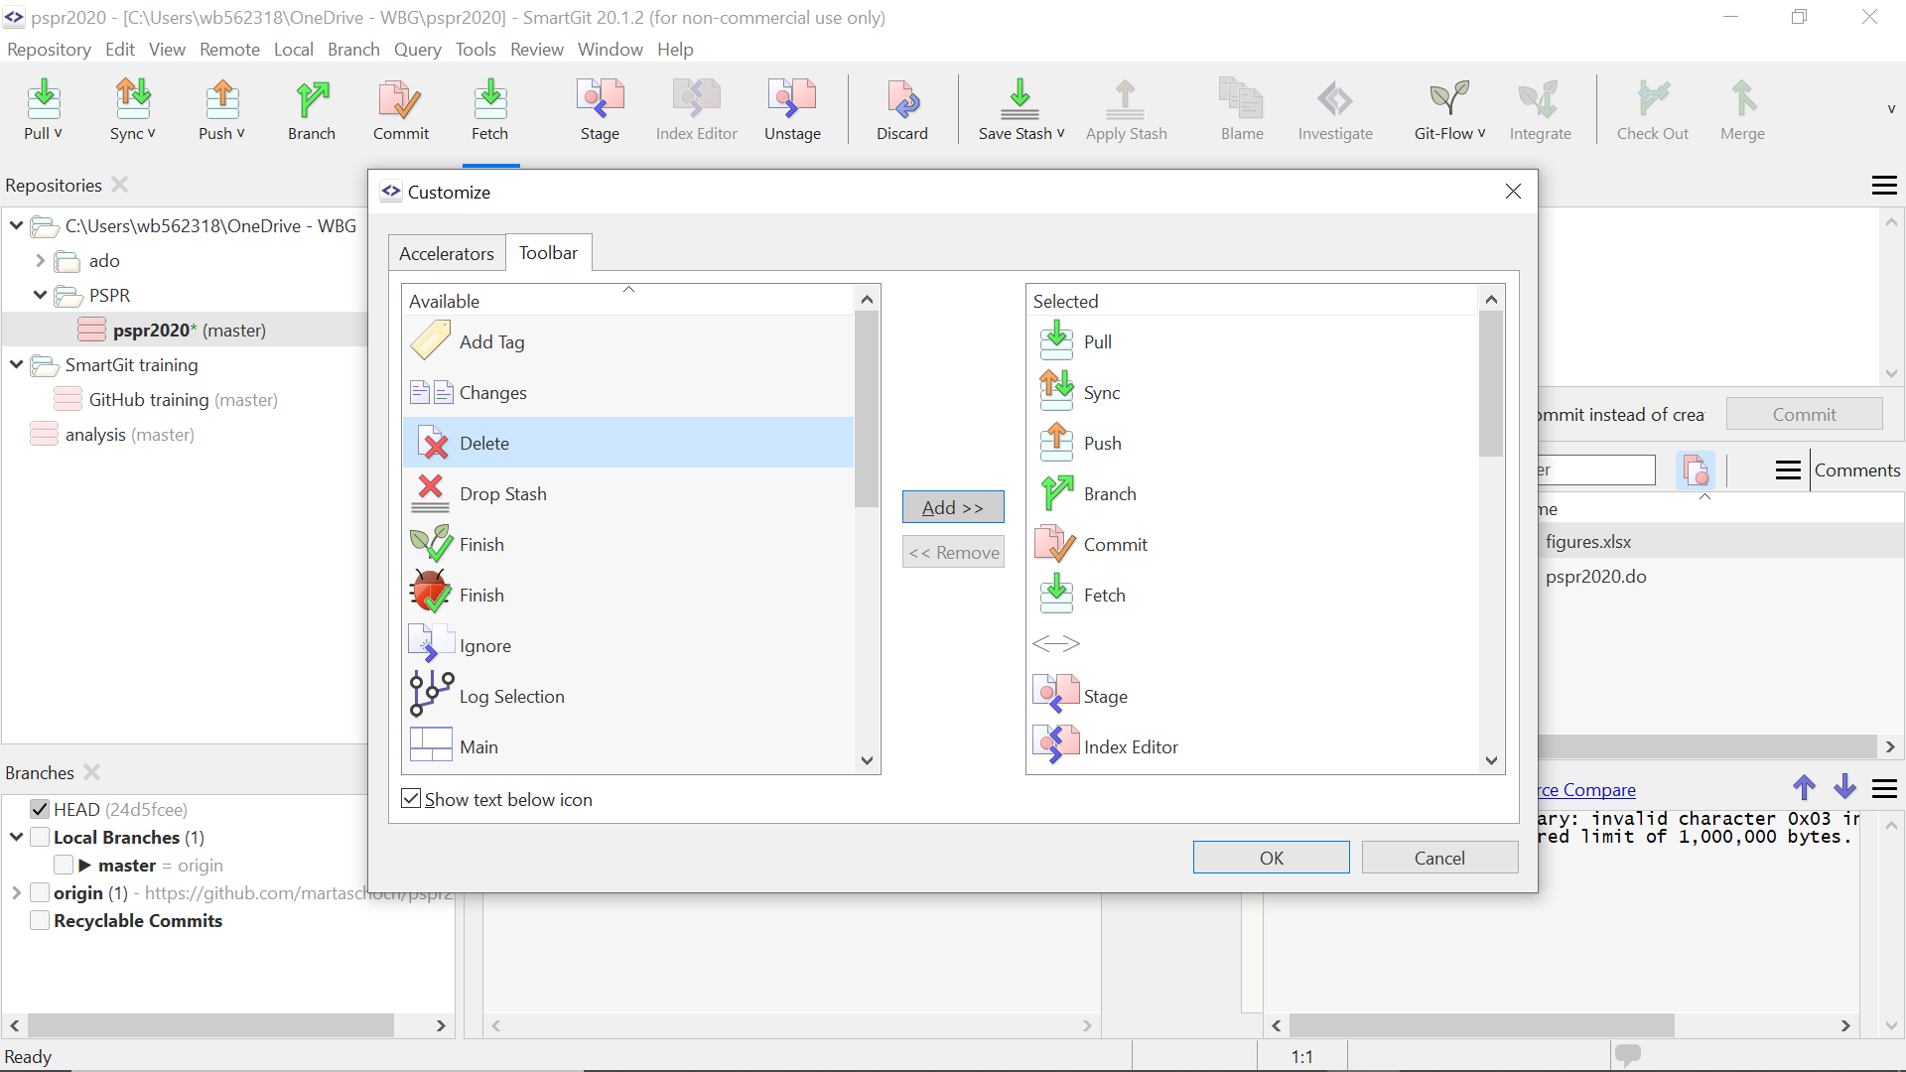 pspr2020 - [C:\Users\wb562318\OneDrive - WBG\pspr2020] - SmartGit 20.1.2 (for non-commercial use only)
Repository Edit View Remote Local Branch Query Tools Review Window Help
Pull Sync Push Branch Commit Fetch Stage Index Editor Unstage Discard Save Stash Apply Stash Blame Investigate Git-Flow Integrate Check Out Merge
Repositories
C:\Users\wb562318\OneDrive - WBG
ado
PSPR
pspr2020* (master)
SmartGit training
GitHub training (master)
analysis (master)
Branches
HEAD (24d5fcee)
Local Branches (1)
master = origin
origin (1) - https://github.com/martaschoch/pspr2
Recyclable Commits
Customize
Accelerators Toolbar
Available
Add Tag
Changes
Delete
Drop Stash
Finish
Finish
Ignore
Log Selection
Main
Add >>
<< Remove
Selected
Pull
Sync
Push
Branch
Commit
Fetch
<-->
Stage
Index Editor
Show text below icon
OK Cancel
ommit instead of crea Commit
er Comments
me
figures.xlsx
pspr2020.do
rce Compare
ary: invalid character 0x03 ir
red limit of 1,000,000 bytes.
Ready 1:1